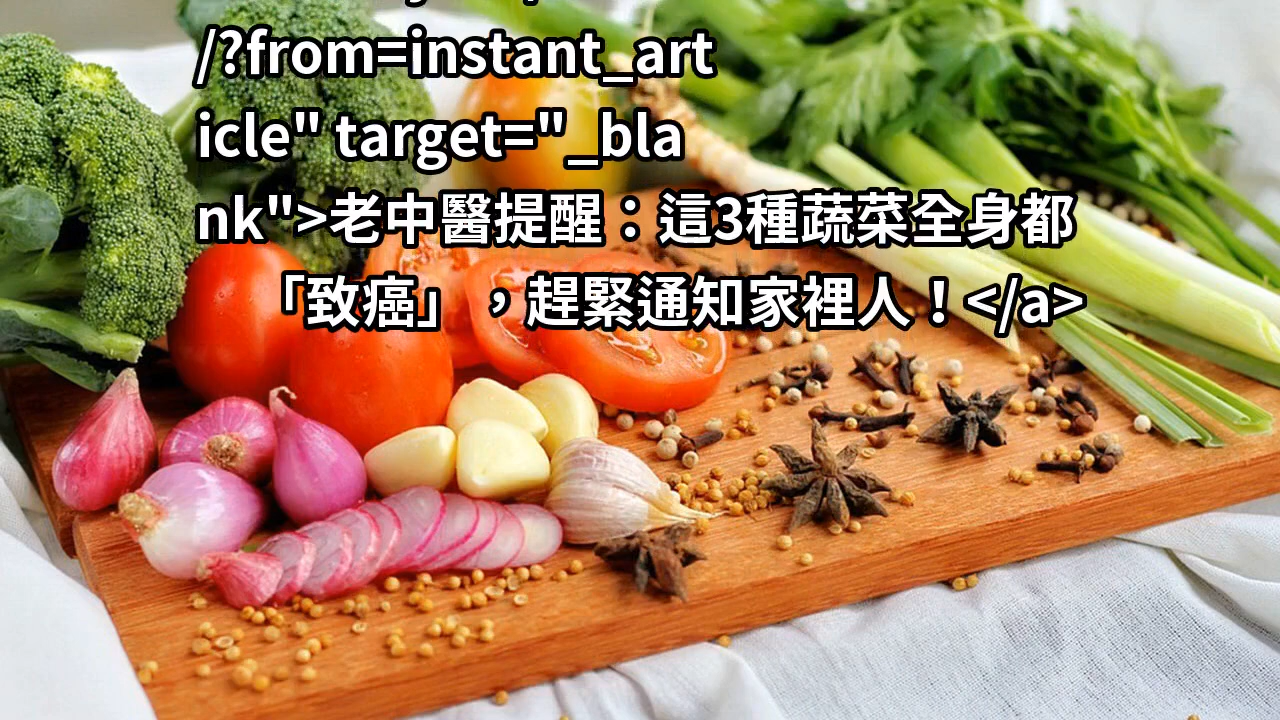 /?from=instant_art
icle" target="_bla
nk">老中醫提醒：這3種蔬菜全身都
「致癌」，趕緊通知家裡人！</a>